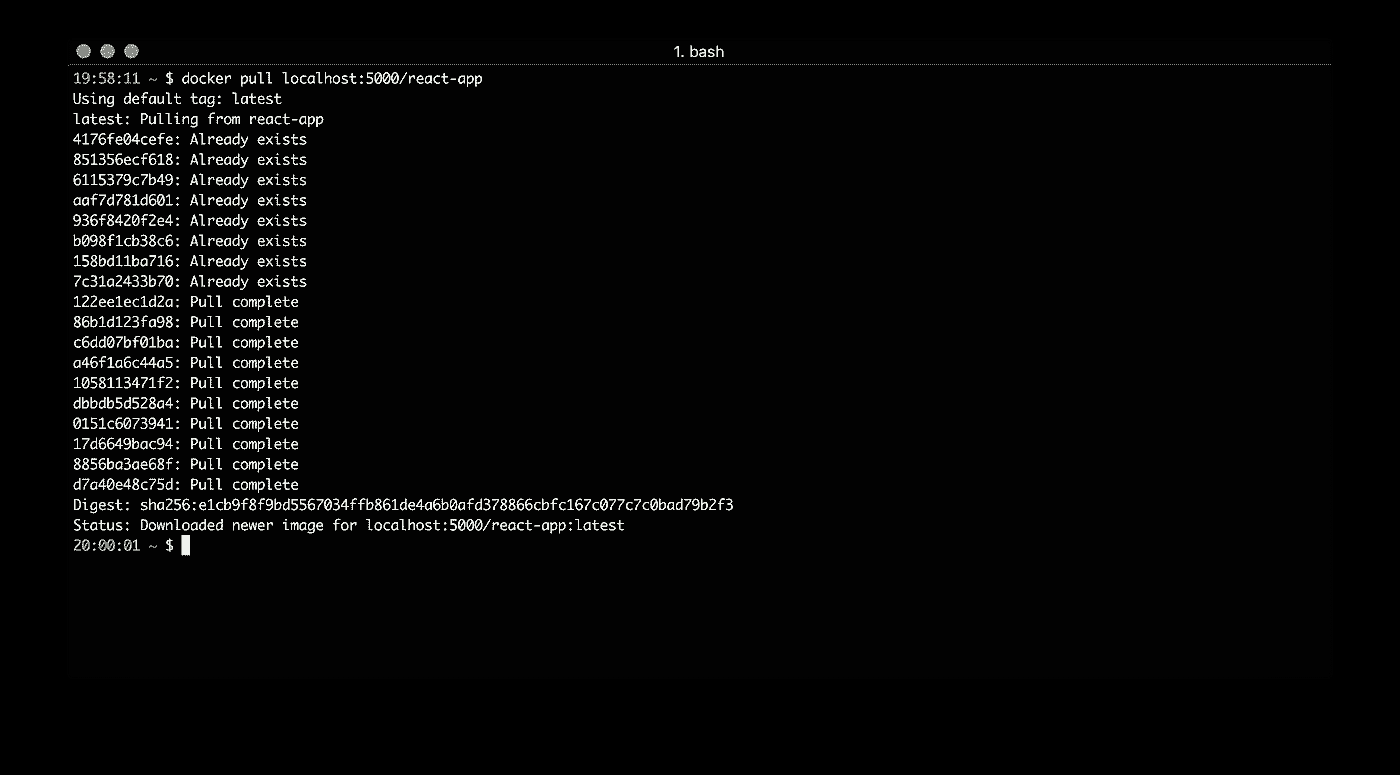 1. bash
19:58:11 ~ $ docker pull localhost:5000/react-app
Using default tag: latest
latest: Pulling from react-app
4176fe04cefe: Already exists
851356ecf618: Already exists
6115379c7b49: Already exists
aaf7d781d601: Already exists
936f8420f2e4: Already exists
b098f1cb38c6: Already exists
158bd11ba716: Already exists
7c31a2433b70: Already exists
122ee1ec1d2a: Pull complete
86b1d123fa98: Pull complete
c6dd07bf01ba: Pull complete
a46f1a6c44a5: Pull complete
1058113471f2: Pull complete
dbbdb5d528a4: Pull complete
0151c6073941: Pull complete
17d6649bac94: Pull complete
8856ba3ae68f: Pull complete
d7a40e48c75d: Pull complete
Digest: sha256:e1cb9f8f9bd5567034ffb861de4a6b0afd378866cbfc167c077c7c0bad79b2f3
Status: Downloaded newer image for localhost:5000/react-app:latest
20:00:01 ~ $